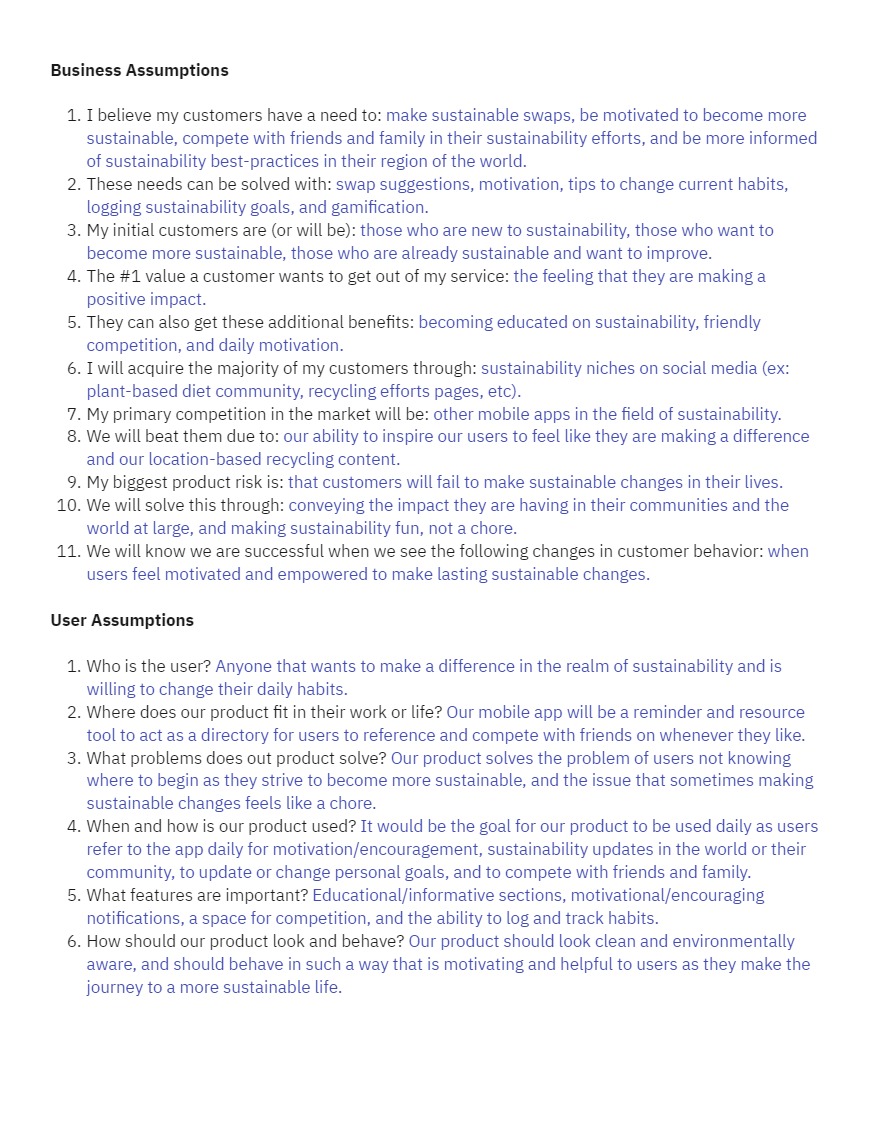 Business Assumptions
1. I believe my customers have a need to: make sustainable swaps, be motivated to become more
sustainable, compete with friends and family in their sustainability efforts, and be more informed
of sustainability best-practices in their region of the world.
2. These needs can be solved with: swap suggestions, motivation, tips to change current habits,
logging sustainability goals, and gamification.
3. My initial customers are (or will be): those who are new to sustainability, those who want to
become more sustainable, those who are already sustainable and want to improve.
4. The #1 value a customer wants to get out of my service: the feeling that they are making a
positive impact.
5. They can also get these additional benefits: becoming educated on sustainability, friendly
competition, and daily motivation.
6. I will acquire the majority of my customers through: sustainability niches on social media (ex:
plant-based diet community, recycling efforts pages, etc).
7. My primary competition in the market will be: other mobile apps in the field of sustainability.
8. We will beat them due to: our ability to inspire our users to feel like they are making a difference
and our location-based recycling content.
9. My biggest product risk is: that customers will fail to make sustainable changes in their lives.
10. We will solve this through: conveying the impact they are having in their communities and the
world at large, and making sustainability fun, not a chore.
11. We will know we are successful when we see the following changes in customer behavior: when
users feel motivated and empowered to make lasting sustainable changes.
User Assumptions
1. Who is the user? Anyone that wants to make a difference in the realm of sustainability and is
willing to change their daily habits.
2. Where does our product fit in their work or life? Our mobile app will be a reminder and resource
tool to act as a directory for users to reference and compete with friends on whenever they like.
3. What problems does out product solve? Our product solves the problem of users not knowing
where to begin as they strive to become more sustainable, and the issue that sometimes making
sustainable changes feels like a chore.
4. When and how is our product used? It would be the goal for our product to be used daily as users
refer to the app daily for motivation/encouragement, sustainability updates in the world or their
community, to update or change personal goals, and to compete with friends and family.
5. What features are important? Educational/informative sections, motivational/encouraging
notifications, a space for competition, and the ability to log and track habits.
6. How should our product look and behave? Our product should look clean and environmentally
aware, and should behave in such a way that is motivating and helpful to users as they make the
journey to a more sustainable life.